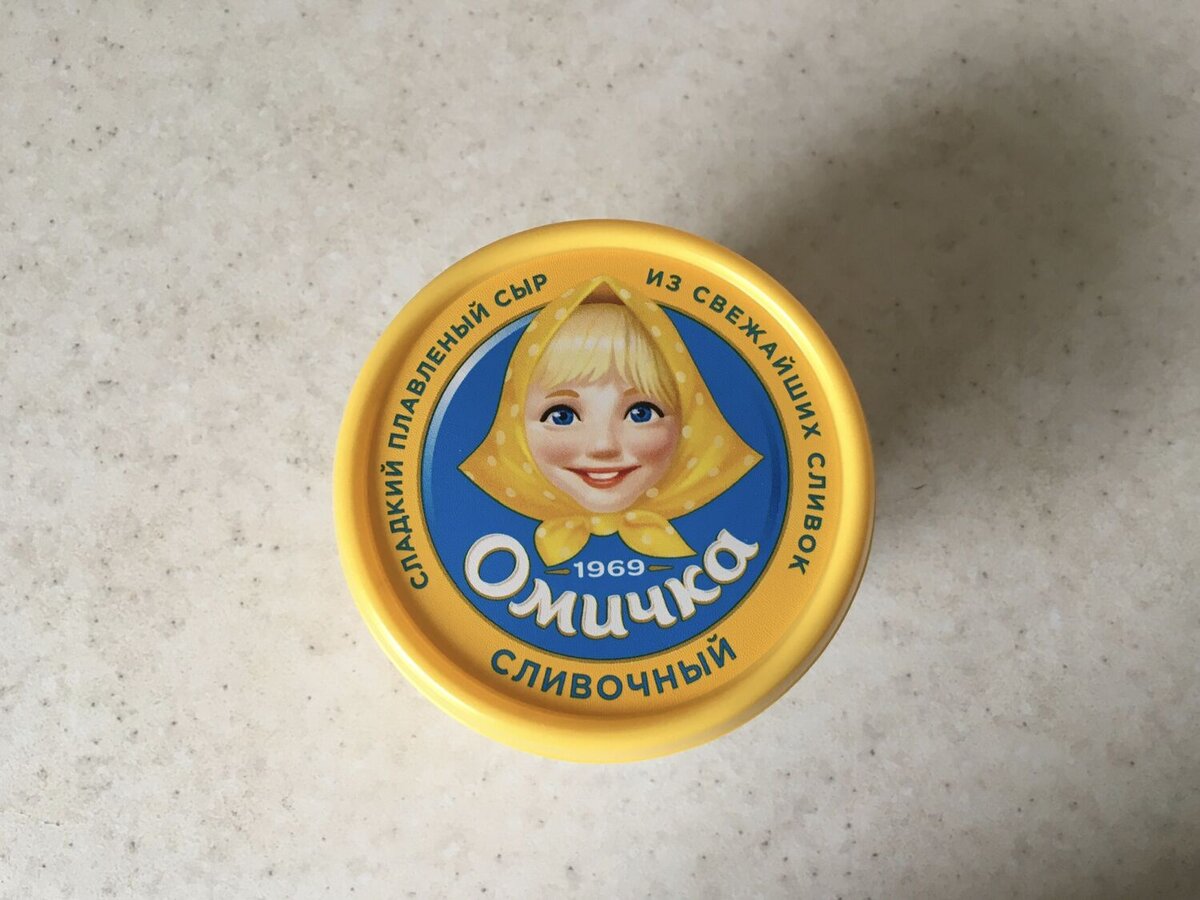 СЛАДКИЙ ПЛАВЛЕНЫЙ СЫР
ИЗ СВЕЖАЙШИХ СЛИВОК
1969
Омичка
СЛИВОЧНЫЙ